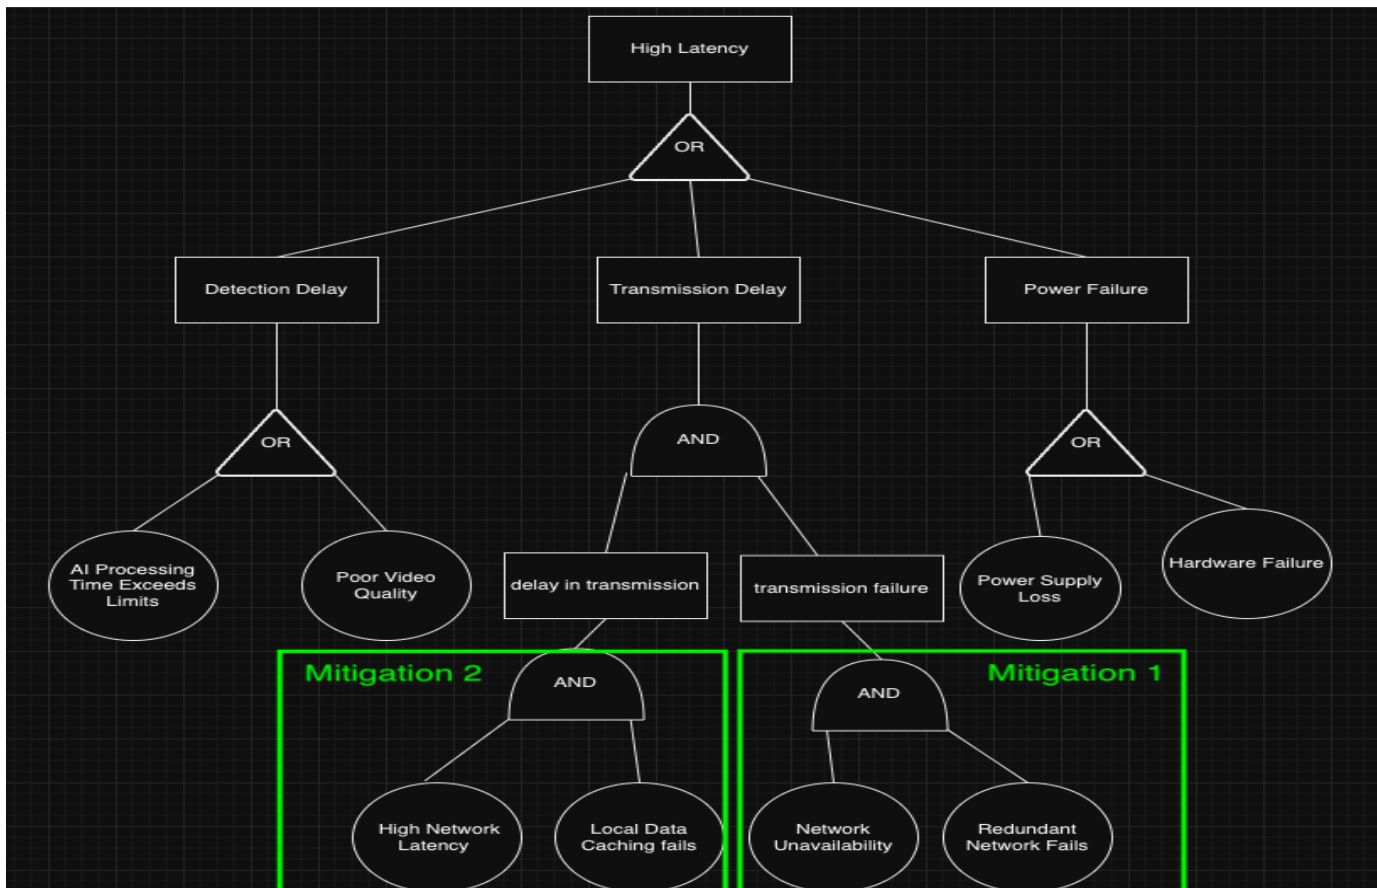 High Latency
OR
Detection Delay
Transmission Delay
Power Failure
OR
AND
OR
AI Processing
Time Exceeds
Limits
Poor Video
Quality
delay in transmission
transmission failure
Power Supply
Loss
Hardware Failure
Mitigation 2
AND
Mitigation 1
AND
High Network
Latency
Local Data
Caching fails
Network
Unavailability
Redundant
Network Fails